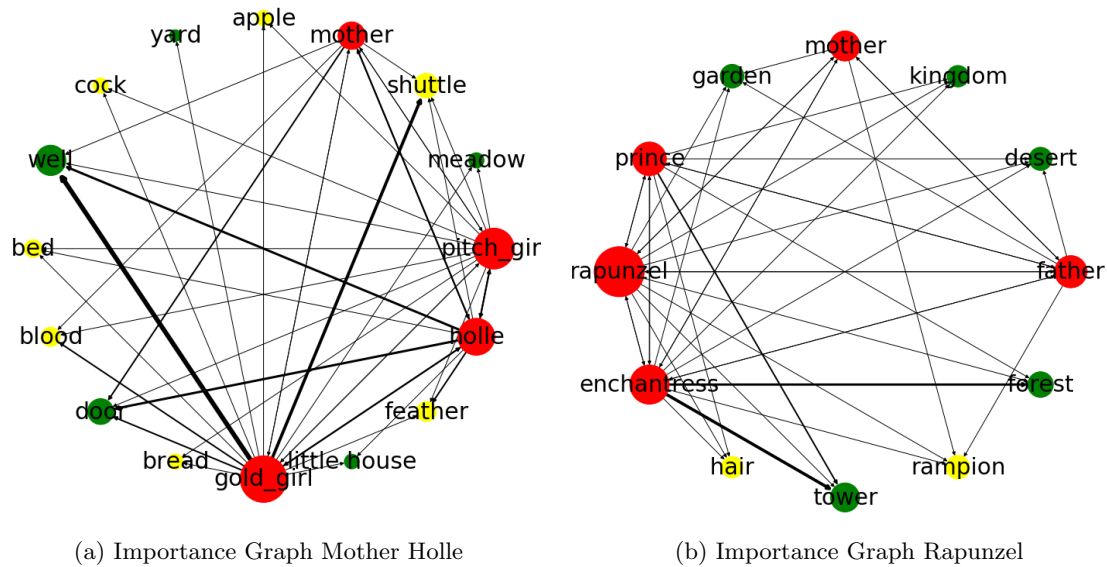 apple
yard
mother
cock
shuttle
well
meadow
bed
pitch_girl
blood
holle
door
feather
bread
little house
gold_girl
mother
garden
kingdom
prince
desert
rapunzel
father
enchantress
forest
hair
rampion
tower
(a) Importance Graph Mother Holle
(b) Importance Graph Rapunzel